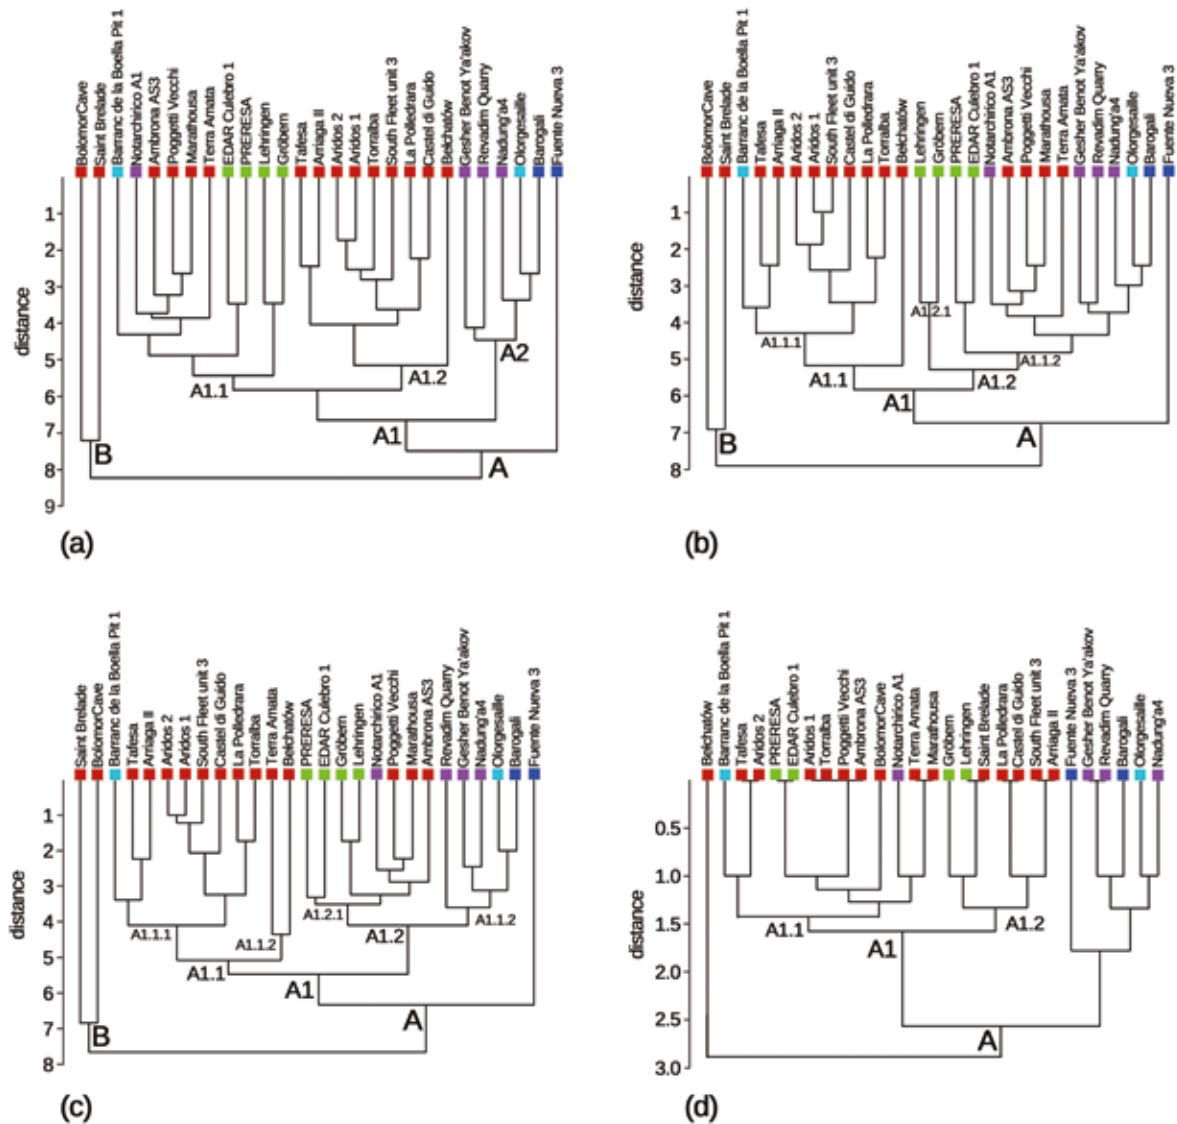 BolomorCave
Saint Brelade
Barranc de la Boella Pit 1
Notarchirico A1
Ambrona AS3
Poggetti Vecchi
Marathousa
Terra Amata
EDAR Culebro 1
PRERESA
Lehringen
Gröbern
Tafesa
Arriaga II
Aridos 2
Aridos 1
Torralba
South Fleet unit 3
La Polledrara
Castel di Guido
Belchatów
Gesher Benot Ya'akov
Revadim Quarry
Nadung'a4
Olorgesailie
Barogali
Fuente Nueva 3
distance
1
2
3
4
5
6
7
8
9
A2
A1.1
A1.2
A1
B
A
(a)
BolomorCave
Saint Brelade
Barranc de la Boella Pit 1
Tafesa
Arriaga II
Aridos 2
Aridos 1
South Fleet unit 3
Castel di Guido
La Polledrara
Torralba
Belchatów
Lehringen
Gröbern
PRERESA
EDAR Culebro 1
Notarchirico A1
Ambrona AS3
Poggetti Vecchi
Marathousa
Terra Amata
Gesher Benot Ya'akov
Revadim Quarry
Nadung'a4
Olorgesailie
Barogali
Fuente Nueva 3
distance
1
2
3
4
5
6
7
8
A1.2.1
A1.1.1
A1.1.2
A1.1
A1.2
A1
B
A
(b)
Saint Brelade
BolomorCave
Barranc de la Boella Pit 1
Tafesa
Arriaga II
Aridos 2
Aridos 1
South Fleet unit 3
Castel di Guido
La Polledrara
Torralba
Terra Amata
Belchatów
PRERESA
EDAR Culebro 1
Gröbern
Lehringen
Notarchirico A1
Poggetti Vecchi
Marathousa
Ambrona AS3
Revadim Quarry
Gesher Benot Ya'akov
Nadung'a4
Olorgesailie
Barogali
Fuente Nueva 3
distance
1
2
3
4
5
6
7
8
A1.2.1
A1.1.2
A1.1.1
A1.1.2
A1.2
A1.1
A1
A
B
(c)
Belchatów
Barranc de la Boella Pit 1
Tafesa
Aridos 2
PRERESA
EDAR Culebro 1
Aridos 1
Torralba
Poggetti Vecchi
Ambrona AS3
BolomorCave
Notarchirico A1
Terra Amata
Marathousa
Gröbern
Lehringen
Saint Brelade
La Polledrara
Castel di Guido
South Fleet unit 3
Arriaga II
Fuente Nueva 3
Gesher Benot Ya'akov
Revadim Quarry
Barogali
Olorgesailie
Nadung'a4
distance
0.5
1.0
1.5
2.0
2.5
3.0
A1.1
A1.2
A1
A
(d)